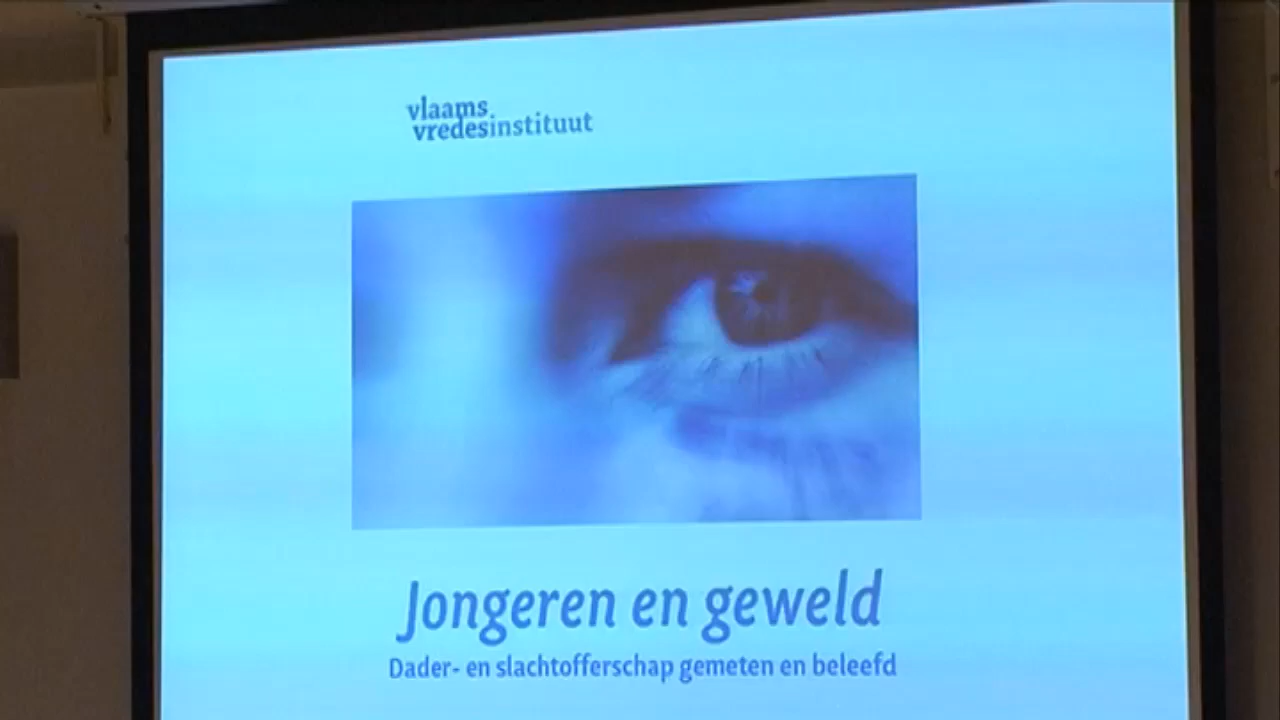 vlaams
vredesinstituut
Jongeren en geweld
Dader- en slachtofferschap gemeten en beleefd